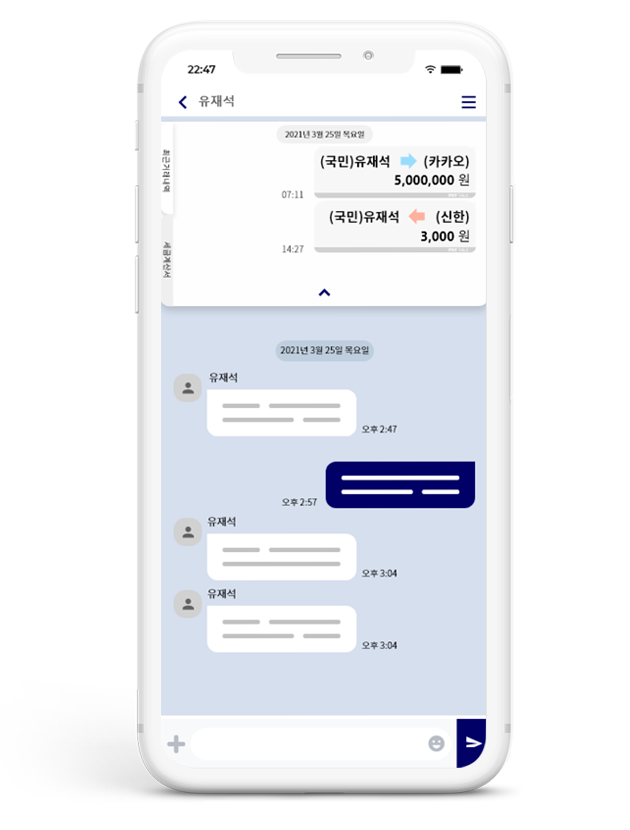 22:47
유재석
2021년 3월 25일 목요일
최근거래내역
(국민)유재석 (카카오)
5,000,000 원
07:11
(국민)유재석 (신한)
3,000 원
14:27
세금계산서
2021년 3월 25일 목요일
유재석
오후 2:47
오후 2:57
유재석
오후 3:04
유재석
오후 3:04